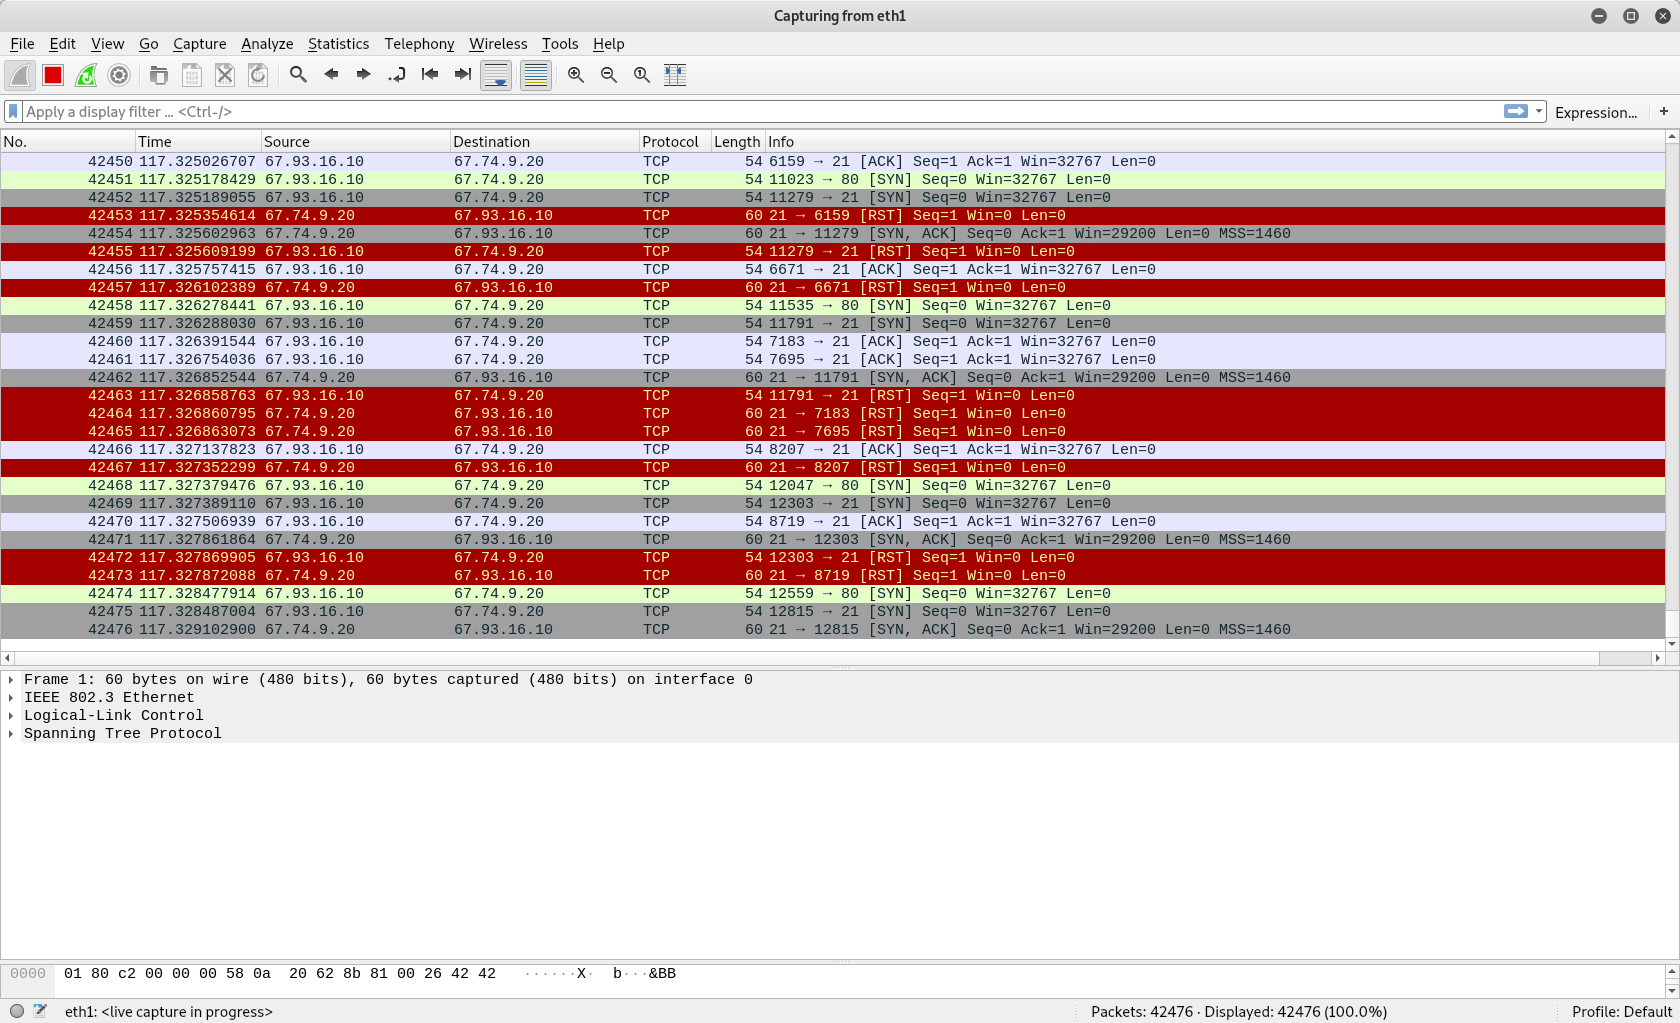 Capturing from eth1
File Edit View Go Capture Analyze Statistics Telephony Wireless Tools Help
Apply a display filter ... <Ctrl-/> Expression... +
No. Time Source Destination Protocol Length Info
42450 117.325026707 67.93.16.10 67.74.9.20 TCP 54 6159 → 21 [ACK] Seq=1 Ack=1 Win=32767 Len=0
42451 117.325178429 67.93.16.10 67.74.9.20 TCP 54 11023 → 80 [SYN] Seq=0 Win=32767 Len=0
42452 117.325189055 67.93.16.10 67.74.9.20 TCP 54 11279 → 21 [SYN] Seq=0 Win=32767 Len=0
42453 117.325354614 67.74.9.20 67.93.16.10 TCP 60 21 → 6159 [RST] Seq=1 Win=0 Len=0
42454 117.325602963 67.74.9.20 67.93.16.10 TCP 60 21 → 11279 [SYN, ACK] Seq=0 Ack=1 Win=29200 Len=0 MSS=1460
42455 117.325609199 67.93.16.10 67.74.9.20 TCP 54 11279 → 21 [RST] Seq=1 Win=0 Len=0
42456 117.325757415 67.93.16.10 67.74.9.20 TCP 54 6671 → 21 [ACK] Seq=1 Ack=1 Win=32767 Len=0
42457 117.326102389 67.74.9.20 67.93.16.10 TCP 60 21 → 6671 [RST] Seq=1 Win=0 Len=0
42458 117.326278441 67.93.16.10 67.74.9.20 TCP 54 11535 → 80 [SYN] Seq=0 Win=32767 Len=0
42459 117.326288030 67.93.16.10 67.74.9.20 TCP 54 11791 → 21 [SYN] Seq=0 Win=32767 Len=0
42460 117.326391544 67.93.16.10 67.74.9.20 TCP 54 7183 → 21 [ACK] Seq=1 Ack=1 Win=32767 Len=0
42461 117.326754036 67.93.16.10 67.74.9.20 TCP 54 7695 → 21 [ACK] Seq=1 Ack=1 Win=32767 Len=0
42462 117.326852544 67.74.9.20 67.93.16.10 TCP 60 21 → 11791 [SYN, ACK] Seq=0 Ack=1 Win=29200 Len=0 MSS=1460
42463 117.326858763 67.93.16.10 67.74.9.20 TCP 54 11791 → 21 [RST] Seq=1 Win=0 Len=0
42464 117.326860795 67.74.9.20 67.93.16.10 TCP 60 21 → 7183 [RST] Seq=1 Win=0 Len=0
42465 117.326863073 67.74.9.20 67.93.16.10 TCP 60 21 → 7695 [RST] Seq=1 Win=0 Len=0
42466 117.327137823 67.93.16.10 67.74.9.20 TCP 54 8207 → 21 [ACK] Seq=1 Ack=1 Win=32767 Len=0
42467 117.327352299 67.74.9.20 67.93.16.10 TCP 60 21 → 8207 [RST] Seq=1 Win=0 Len=0
42468 117.327379476 67.93.16.10 67.74.9.20 TCP 54 12047 → 80 [SYN] Seq=0 Win=32767 Len=0
42469 117.327389110 67.93.16.10 67.74.9.20 TCP 54 12303 → 21 [SYN] Seq=0 Win=32767 Len=0
42470 117.327506939 67.93.16.10 67.74.9.20 TCP 54 8719 → 21 [ACK] Seq=1 Ack=1 Win=32767 Len=0
42471 117.327861864 67.74.9.20 67.93.16.10 TCP 60 21 → 12303 [SYN, ACK] Seq=0 Ack=1 Win=29200 Len=0 MSS=1460
42472 117.327869905 67.93.16.10 67.74.9.20 TCP 54 12303 → 21 [RST] Seq=1 Win=0 Len=0
42473 117.327872088 67.74.9.20 67.93.16.10 TCP 60 21 → 8719 [RST] Seq=1 Win=0 Len=0
42474 117.328477914 67.93.16.10 67.74.9.20 TCP 54 12559 → 80 [SYN] Seq=0 Win=32767 Len=0
42475 117.328487004 67.93.16.10 67.74.9.20 TCP 54 12815 → 21 [SYN] Seq=0 Win=32767 Len=0
42476 117.329102900 67.74.9.20 67.93.16.10 TCP 60 21 → 12815 [SYN, ACK] Seq=0 Ack=1 Win=29200 Len=0 MSS=1460
Frame 1: 60 bytes on wire (480 bits), 60 bytes captured (480 bits) on interface 0
IEEE 802.3 Ethernet
Logical-Link Control
Spanning Tree Protocol
0000 01 80 c2 00 00 00 58 0a 20 62 8b 81 00 26 42 42 ······X· b···&BB
eth1: <live capture in progress> Packets: 42476 · Displayed: 42476 (100.0%) Profile: Default